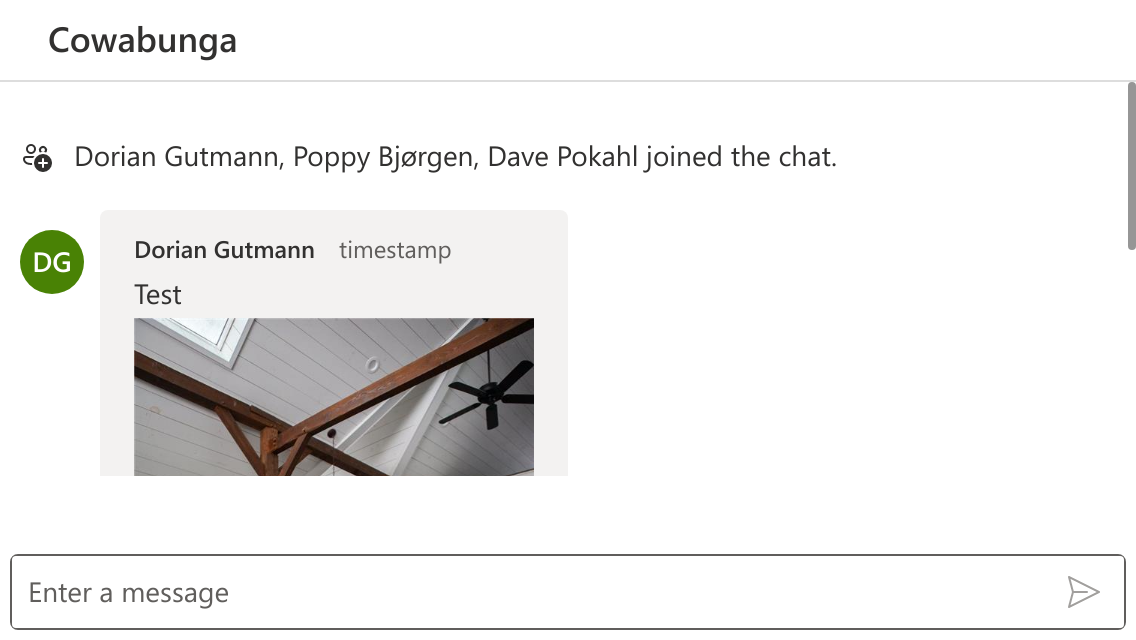 Cowabunga
Dorian Gutmann, Poppy Bjørgen, Dave Pokahl joined the chat.
DG
Dorian Gutmann timestamp
Test
Enter a message